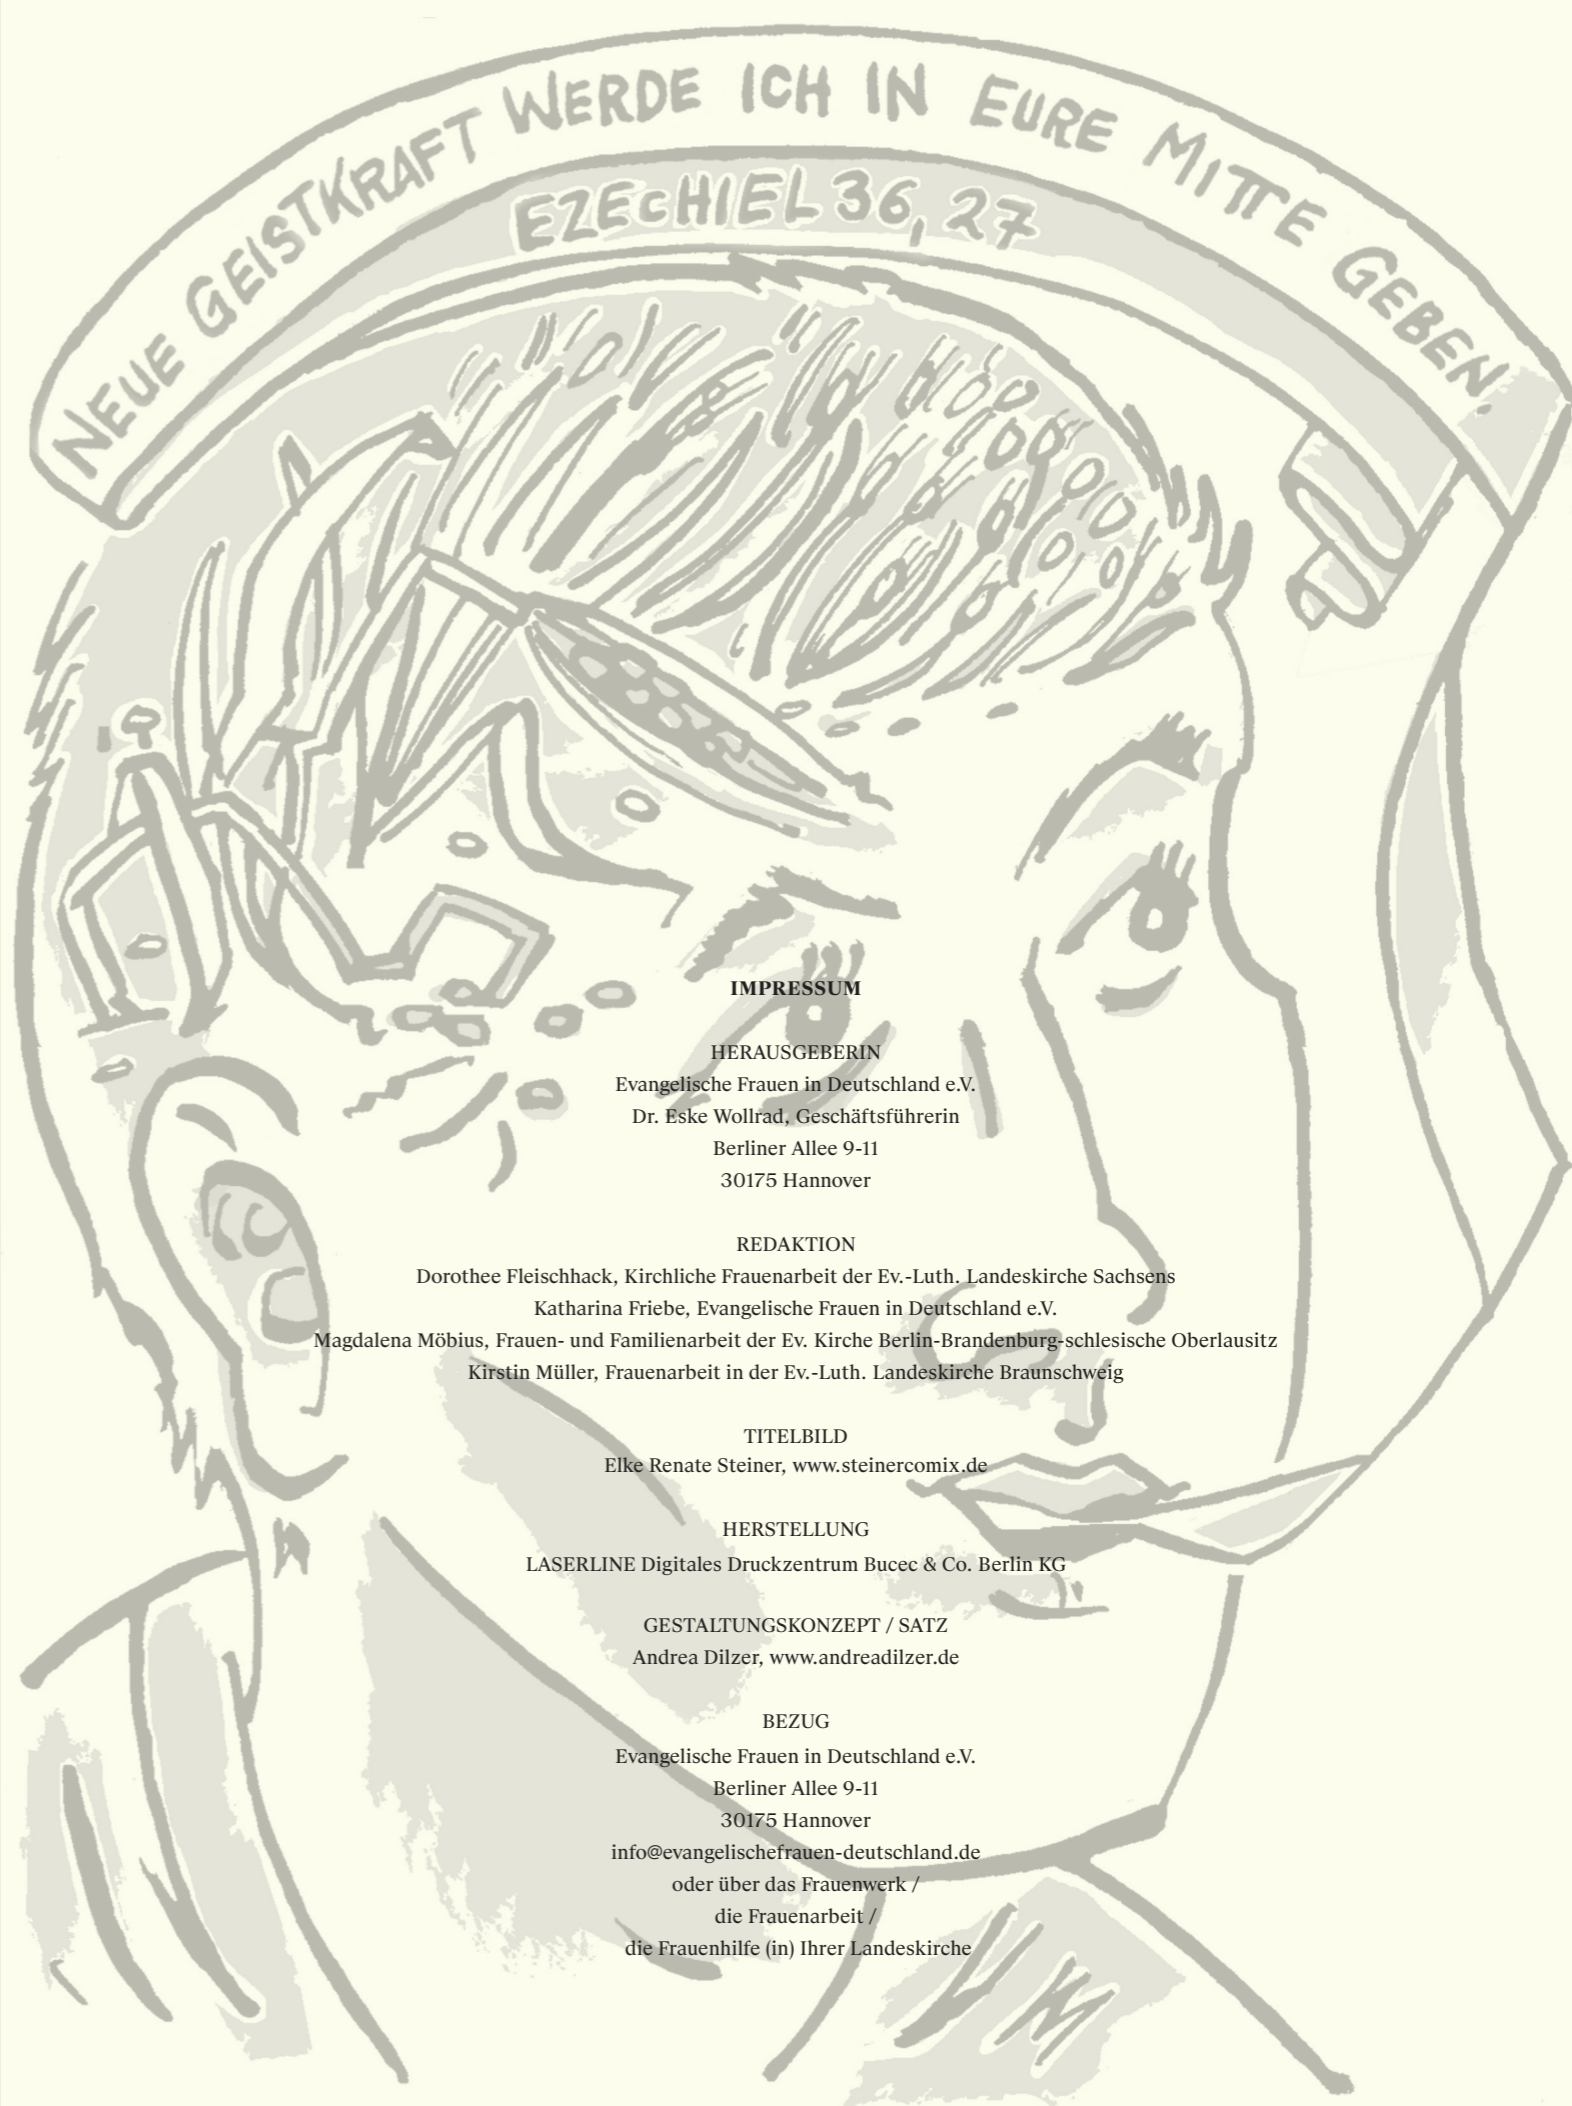 NEUE GEISTKRAFT WERDE ICH IN EURE MITTE GEBEN.
EZECHIEL 36, 27
IMPRESSUM
HERAUSGEBERIN
Evangelische Frauen in Deutschland e.V.
Dr. Eske Wollrad, Geschäftsführerin
Berliner Allee 9-11
30175 Hannover
REDAKTION
Dorothee Fleischhack, Kirchliche Frauenarbeit der Ev.-Luth. Landeskirche Sachsens
Katharina Friebe, Evangelische Frauen in Deutschland e.V.
Magdalena Möbius, Frauen- und Familienarbeit der Ev. Kirche Berlin-Brandenburg-schlesische Oberlausitz
Kirstin Müller, Frauenarbeit in der Ev.-Luth. Landeskirche Braunschweig
TITELBILD
Elke Renate Steiner, www.steinercomix.de
HERSTELLUNG
LASERLINE Digitales Druckzentrum Bucec & Co. Berlin KG
GESTALTUNGSKONZEPT / SATZ
Andrea Dilzer, www.andreadilzer.de
BEZUG
Evangelische Frauen in Deutschland e.V.
Berliner Allee 9-11
30175 Hannover
info@evangelischefrauen-deutschland.de
oder über das Frauenwerk /
die Frauenarbeit /
die Frauenhilfe (in) Ihrer Landeskirche